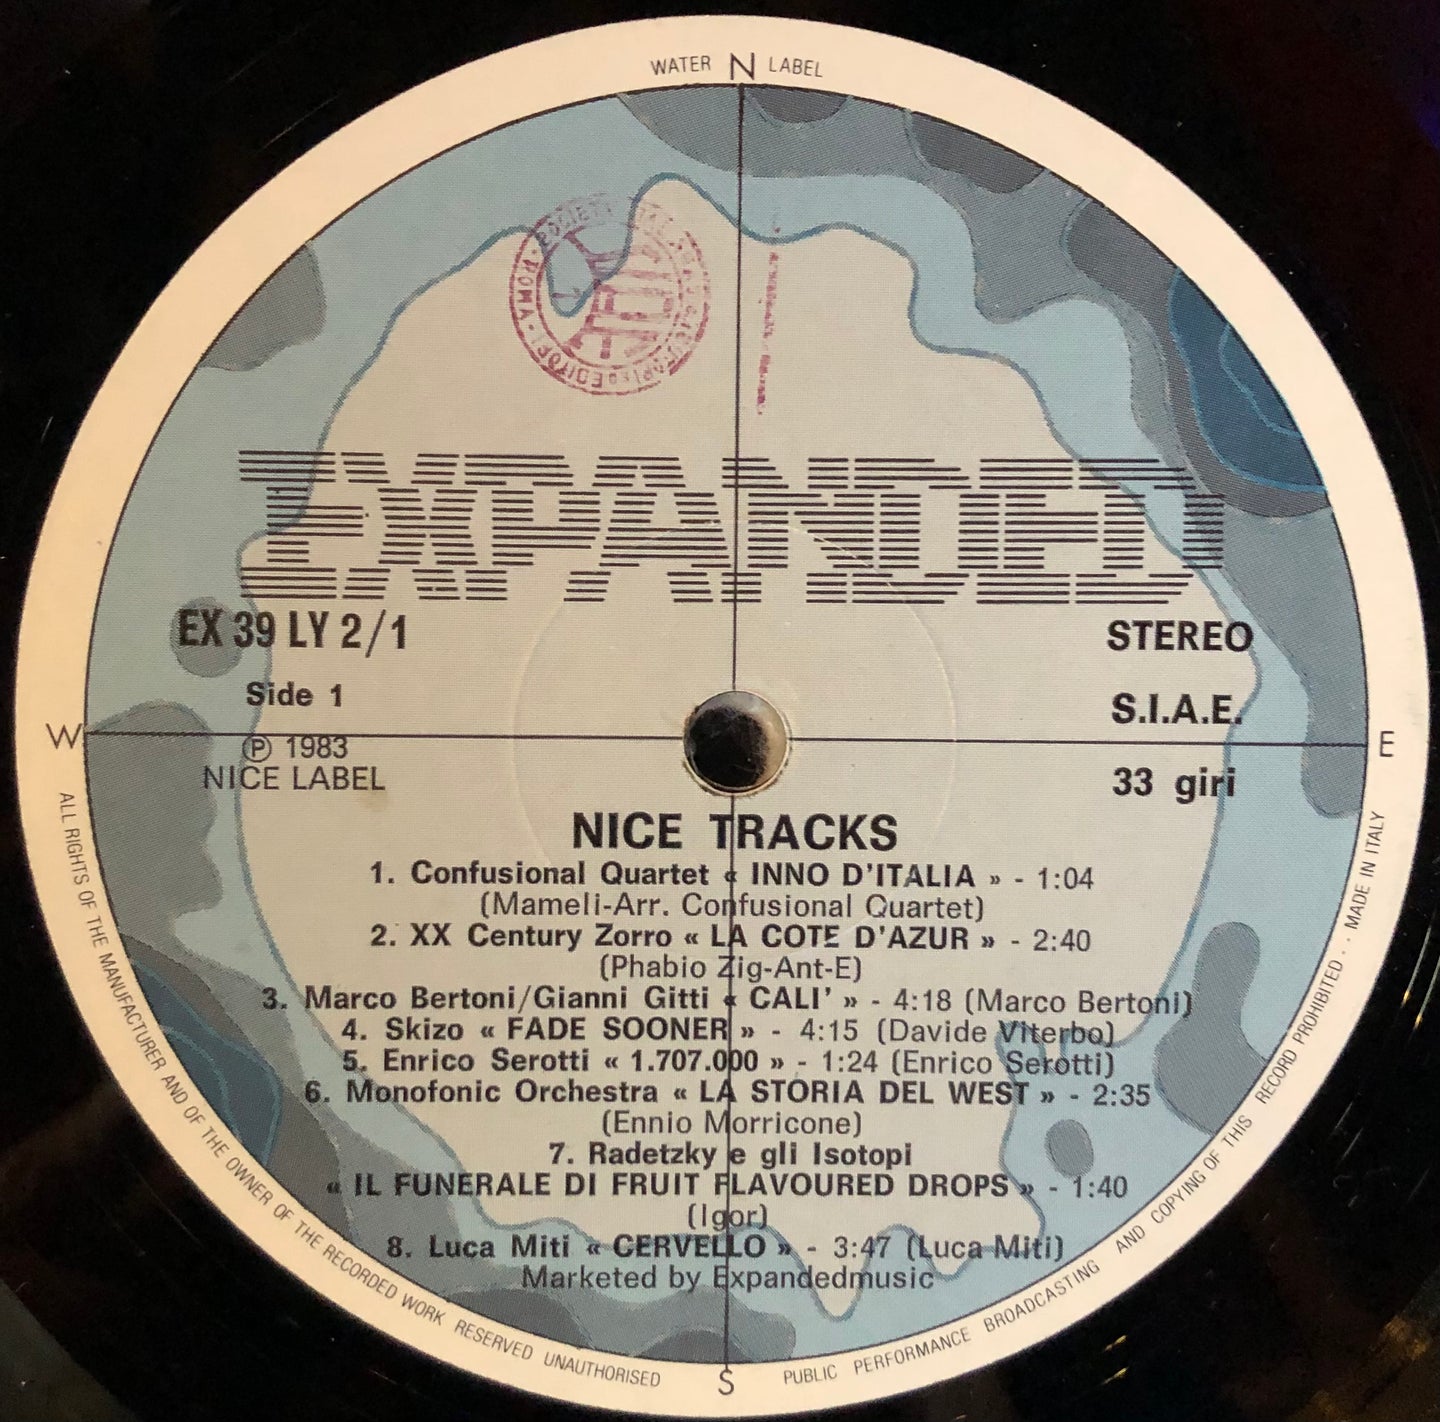 WATER N LABEL
EXPANDED
EX 39 LY 2/1
STEREO
Side 1
S.I.A.E.
W
E
Ⓟ 1983
NICE LABEL
33 giri
NICE TRACKS
1. Confusional Quartet « INNO D'ITALIA » - 1:04
(Mameli-Arr. Confusional Quartet)
2. XX Century Zorro « LA COTE D'AZUR » - 2:40
(Phabio Zig-Ant-E)
3. Marco Bertoni/Gianni Gitti « CALI' » - 4:18 (Marco Bertoni)
4. Skizo « FADE SOONER » - 4:15 (Davide Viterbo)
5. Enrico Serotti « 1.707.000 » - 1:24 (Enrico Serotti)
6. Monofonic Orchestra « LA STORIA DEL WEST » - 2:35
(Ennio Morricone)
7. Radetzky e gli Isotopi
« IL FUNERALE DI FRUIT FLAVOURED DROPS » - 1:40
(Igor)
8. Luca Miti « CERVELLO » - 3:47 (Luca Miti)
Marketed by Expandedmusic
S
ALL RIGHTS OF THE MANUFACTURER AND OF THE OWNER OF THE RECORDED WORK RESERVED UNAUTHORISED PUBLIC PERFORMANCE BROADCASTING AND COPYING OF THIS RECORD PROHIBITED . . MADE IN ITALY
ROMA
EDITORI